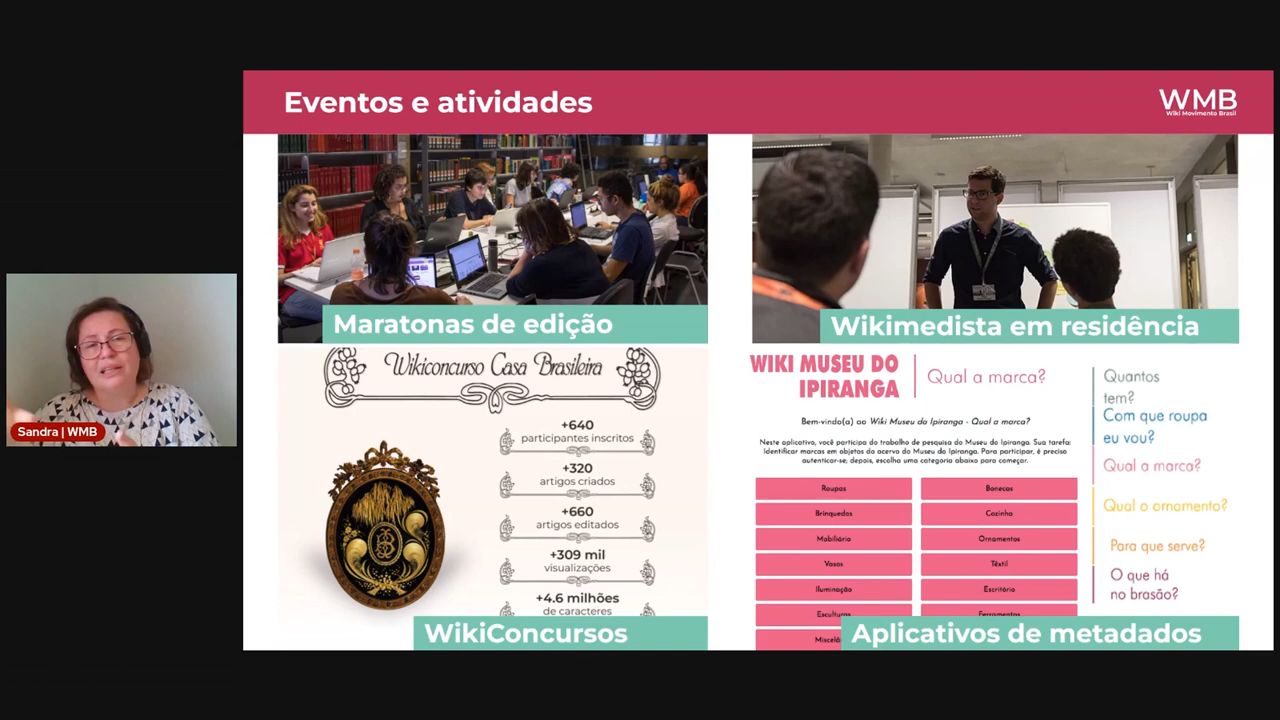 Eventos e atividades
WMB
Wiki Movimento Brasil
Maratonas de edição
Wikimedista em residência
Sandra | WMB
Wikiconcurso Casa Brasileira
+640
participantes inscritos
+320
artigos criados
+660
artigos editados
+309 mil
visualizações
+4.6 milhões
de caracteres
WikiConcursos
WIKI MUSEU DO
IPIRANGA
Qual a marca?
Bem-vindo(a) ao Wiki Museu do Ipiranga - Qual a marca?
Neste aplicativo, você participa do trabalho de pesquisa do Museu do Ipiranga. Sua tarefa:
Identificar marcas em objetos do acervo do Museu do Ipiranga. Para participar, é preciso
autenticar-se; depois, escolha uma categoria abaixo para começar.
Roupas
Bonecas
Brinquedos
Cozinha
Mobiliário
Ornamentos
Vasos
Têxtil
Iluminação
Escritório
Esculturas
Ferramentas
Miscelâ
Quantos
tem?
Com que roupa
eu vou?
Qual a marca?
Qual o ornamento?
Para que serve?
O que há
no brasão?
Aplicativos de metadados